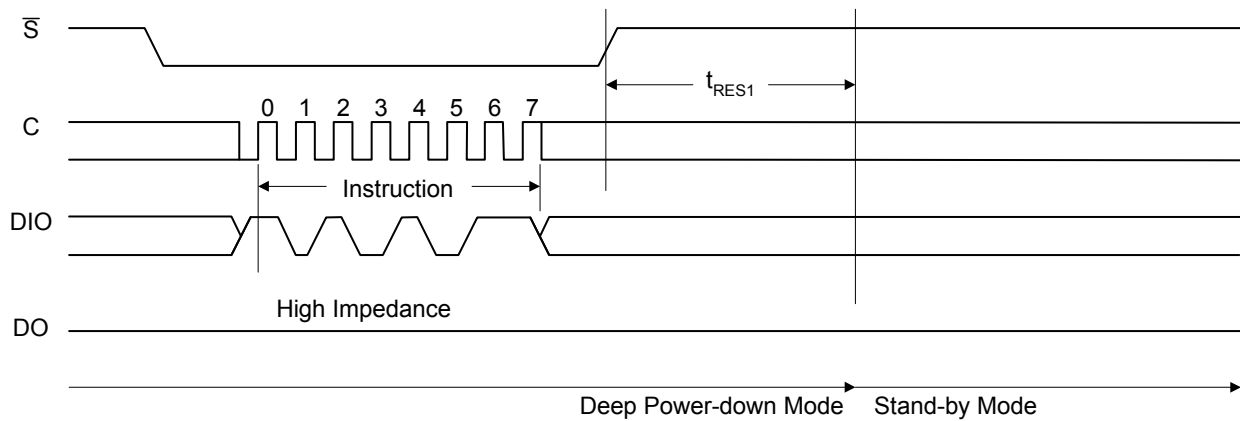 S̅
t_RES1
0 1 2 3 4 5 6 7
C
Instruction
DIO
High Impedance
DO
Deep Power-down Mode Stand-by Mode